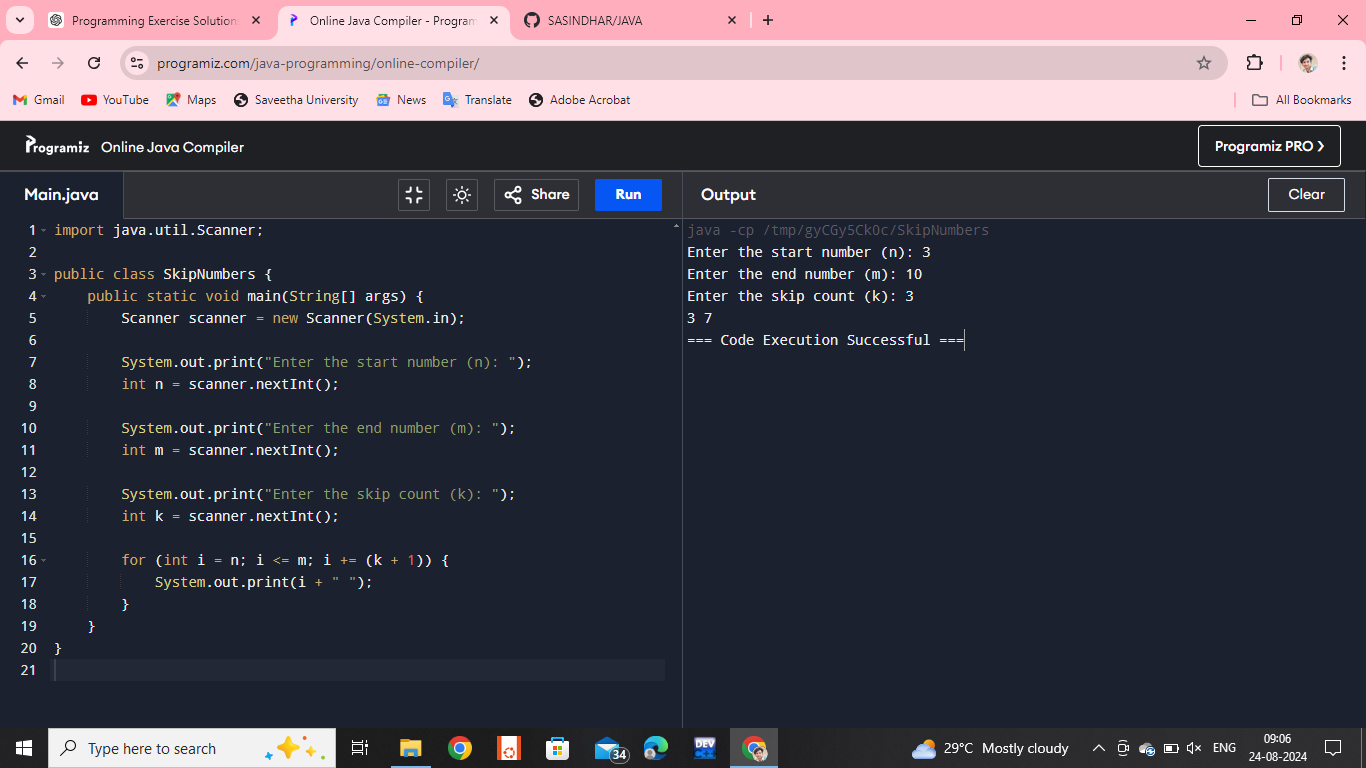 Programming Exercise Solution
Online Java Compiler - Program
SASINDHAR/JAVA
programiz.com/java-programming/online-compiler/
Gmail
YouTube
Maps
Saveetha University
News
Translate
Adobe Acrobat
All Bookmarks
Programiz
Online Java Compiler
Programiz PRO
Main.java
Share
Run
Output
Clear
1 import java.util.Scanner;
2
3 public class SkipNumbers {
4 public static void main(String[] args) {
5 Scanner scanner = new Scanner(System.in);
6
7 System.out.print("Enter the start number (n): ");
8 int n = scanner.nextInt();
9
10 System.out.print("Enter the end number (m): ");
11 int m = scanner.nextInt();
12
13 System.out.print("Enter the skip count (k): ");
14 int k = scanner.nextInt();
15
16 for (int i = n; i <= m; i += (k + 1)) {
17 System.out.print(i + " ");
18 }
19 }
20 }
21
java -cp /tmp/gyCGy5CkOc/SkipNumbers
Enter the start number (n): 3
Enter the end number (m): 10
Enter the skip count (k): 3
3 7
=== Code Execution Successful ===
Type here to search
34
DEV
29°C Mostly cloudy
ENG
09:06
24-08-2024